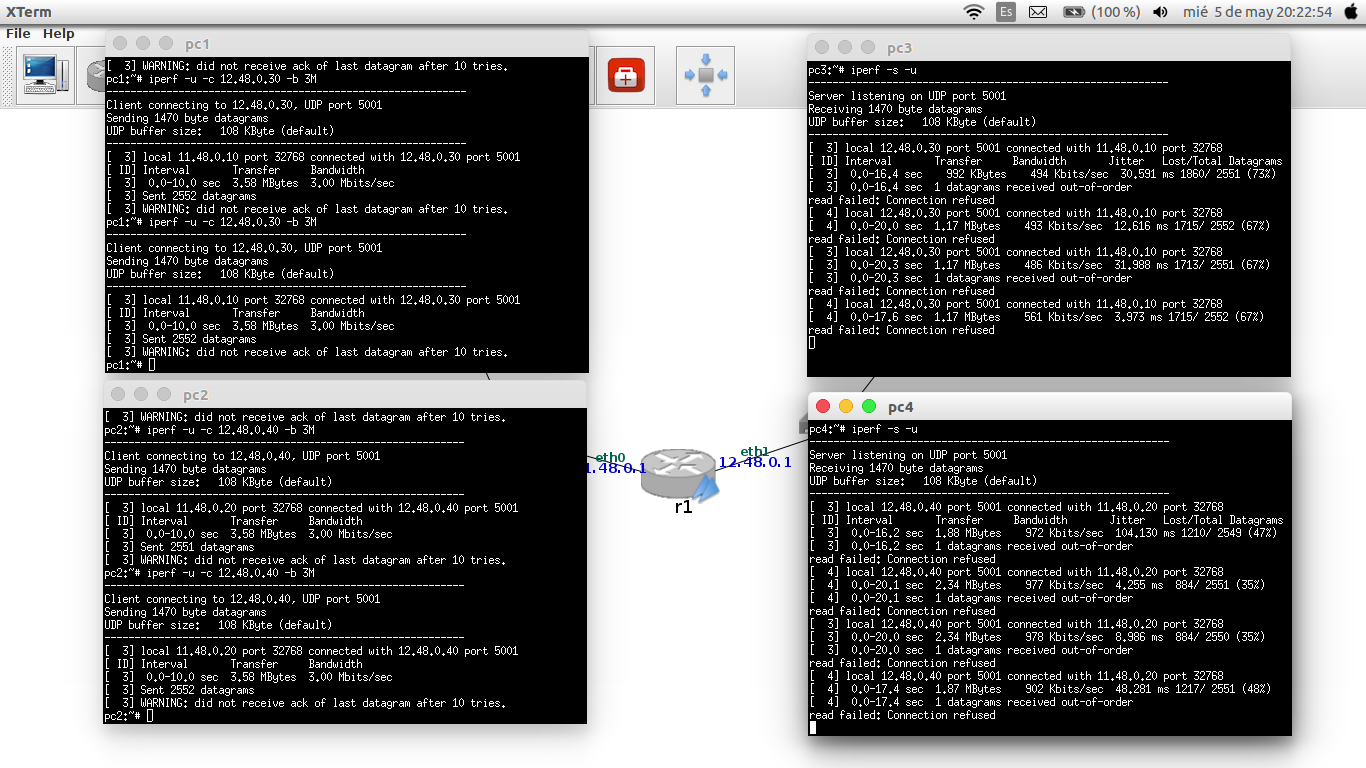 XTerm
Es
(100 %)
mié 5 de may 20:22:54
File Help
pc1
[  3] WARNING: did not receive ack of last datagram after 10 tries.
pc1:~# iperf -u -c 12.48.0.30 -b 3M
------------------------------------------------------------
Client connecting to 12.48.0.30, UDP port 5001
Sending 1470 byte datagrams
UDP buffer size:   108 KByte (default)
------------------------------------------------------------
[  3] local 11.48.0.10 port 32768 connected with 12.48.0.30 port 5001
[ ID] Interval       Transfer     Bandwidth
[  3]  0.0-10.0 sec  3.58 MBytes  3.00 Mbits/sec
[  3] Sent 2552 datagrams
[  3] WARNING: did not receive ack of last datagram after 10 tries.
pc1:~# iperf -u -c 12.48.0.30 -b 3M
------------------------------------------------------------
Client connecting to 12.48.0.30, UDP port 5001
Sending 1470 byte datagrams
UDP buffer size:   108 KByte (default)
------------------------------------------------------------
[  3] local 11.48.0.10 port 32768 connected with 12.48.0.30 port 5001
[ ID] Interval       Transfer     Bandwidth
[  3]  0.0-10.0 sec  3.58 MBytes  3.00 Mbits/sec
[  3] Sent 2552 datagrams
[  3] WARNING: did not receive ack of last datagram after 10 tries.
pc1:~#
pc3
pc3:~# iperf -s -u
------------------------------------------------------------
Server listening on UDP port 5001
Receiving 1470 byte datagrams
UDP buffer size:   108 KByte (default)
------------------------------------------------------------
[  3] local 12.48.0.30 port 5001 connected with 11.48.0.10 port 32768
[ ID] Interval       Transfer     Bandwidth       Jitter   Lost/Total Datagrams
[  3]  0.0-16.4 sec   992 KBytes    494 Kbits/sec  30.591 ms 1860/ 2551 (73%)
[  3]  0.0-16.4 sec  1 datagrams received out-of-order
read failed: Connection refused
[  4] local 12.48.0.30 port 5001 connected with 11.48.0.10 port 32768
[  4]  0.0-20.0 sec  1.17 MBytes    493 Kbits/sec  12.616 ms 1715/ 2552 (67%)
read failed: Connection refused
[  3] local 12.48.0.30 port 5001 connected with 11.48.0.10 port 32768
[  3]  0.0-20.3 sec  1.17 MBytes    486 Kbits/sec  31.988 ms 1713/ 2551 (67%)
[  3]  0.0-20.3 sec  1 datagrams received out-of-order
read failed: Connection refused
[  4] local 12.48.0.30 port 5001 connected with 11.48.0.10 port 32768
[  4]  0.0-17.6 sec  1.17 MBytes    561 Kbits/sec  3.973 ms 1715/ 2552 (67%)
read failed: Connection refused
pc2
[  3] WARNING: did not receive ack of last datagram after 10 tries.
pc2:~# iperf -u -c 12.48.0.40 -b 3M
------------------------------------------------------------
Client connecting to 12.48.0.40, UDP port 5001
Sending 1470 byte datagrams
UDP buffer size:   108 KByte (default)
------------------------------------------------------------
[  3] local 11.48.0.20 port 32768 connected with 12.48.0.40 port 5001
[ ID] Interval       Transfer     Bandwidth
[  3]  0.0-10.0 sec  3.58 MBytes  3.00 Mbits/sec
[  3] Sent 2551 datagrams
[  3] WARNING: did not receive ack of last datagram after 10 tries.
pc2:~# iperf -u -c 12.48.0.40 -b 3M
------------------------------------------------------------
Client connecting to 12.48.0.40, UDP port 5001
Sending 1470 byte datagrams
UDP buffer size:   108 KByte (default)
------------------------------------------------------------
[  3] local 11.48.0.20 port 32768 connected with 12.48.0.40 port 5001
[ ID] Interval       Transfer     Bandwidth
[  3]  0.0-10.0 sec  3.58 MBytes  3.00 Mbits/sec
[  3] Sent 2552 datagrams
[  3] WARNING: did not receive ack of last datagram after 10 tries.
pc2:~#
eth0
1.48.0.1
eth1
12.48.0.1
r1
pc4
pc4:~# iperf -s -u
------------------------------------------------------------
Server listening on UDP port 5001
Receiving 1470 byte datagrams
UDP buffer size:   108 KByte (default)
------------------------------------------------------------
[  3] local 12.48.0.40 port 5001 connected with 11.48.0.20 port 32768
[ ID] Interval       Transfer     Bandwidth       Jitter   Lost/Total Datagrams
[  3]  0.0-16.2 sec  1.88 MBytes    972 Kbits/sec  104.130 ms 1210/ 2549 (47%)
[  3]  0.0-16.2 sec  1 datagrams received out-of-order
read failed: Connection refused
[  4] local 12.48.0.40 port 5001 connected with 11.48.0.20 port 32768
[  4]  0.0-20.1 sec  2.34 MBytes    977 Kbits/sec  4.255 ms  884/ 2551 (35%)
[  4]  0.0-20.1 sec  1 datagrams received out-of-order
read failed: Connection refused
[  3] local 12.48.0.40 port 5001 connected with 11.48.0.20 port 32768
[  3]  0.0-20.0 sec  2.34 MBytes    978 Kbits/sec  8.986 ms  884/ 2550 (35%)
[  3]  0.0-20.0 sec  1 datagrams received out-of-order
read failed: Connection refused
[  4] local 12.48.0.40 port 5001 connected with 11.48.0.20 port 32768
[  4]  0.0-17.4 sec  1.87 MBytes    902 Kbits/sec  48.281 ms 1217/ 2551 (48%)
[  4]  0.0-17.4 sec  1 datagrams received out-of-order
read failed: Connection refused